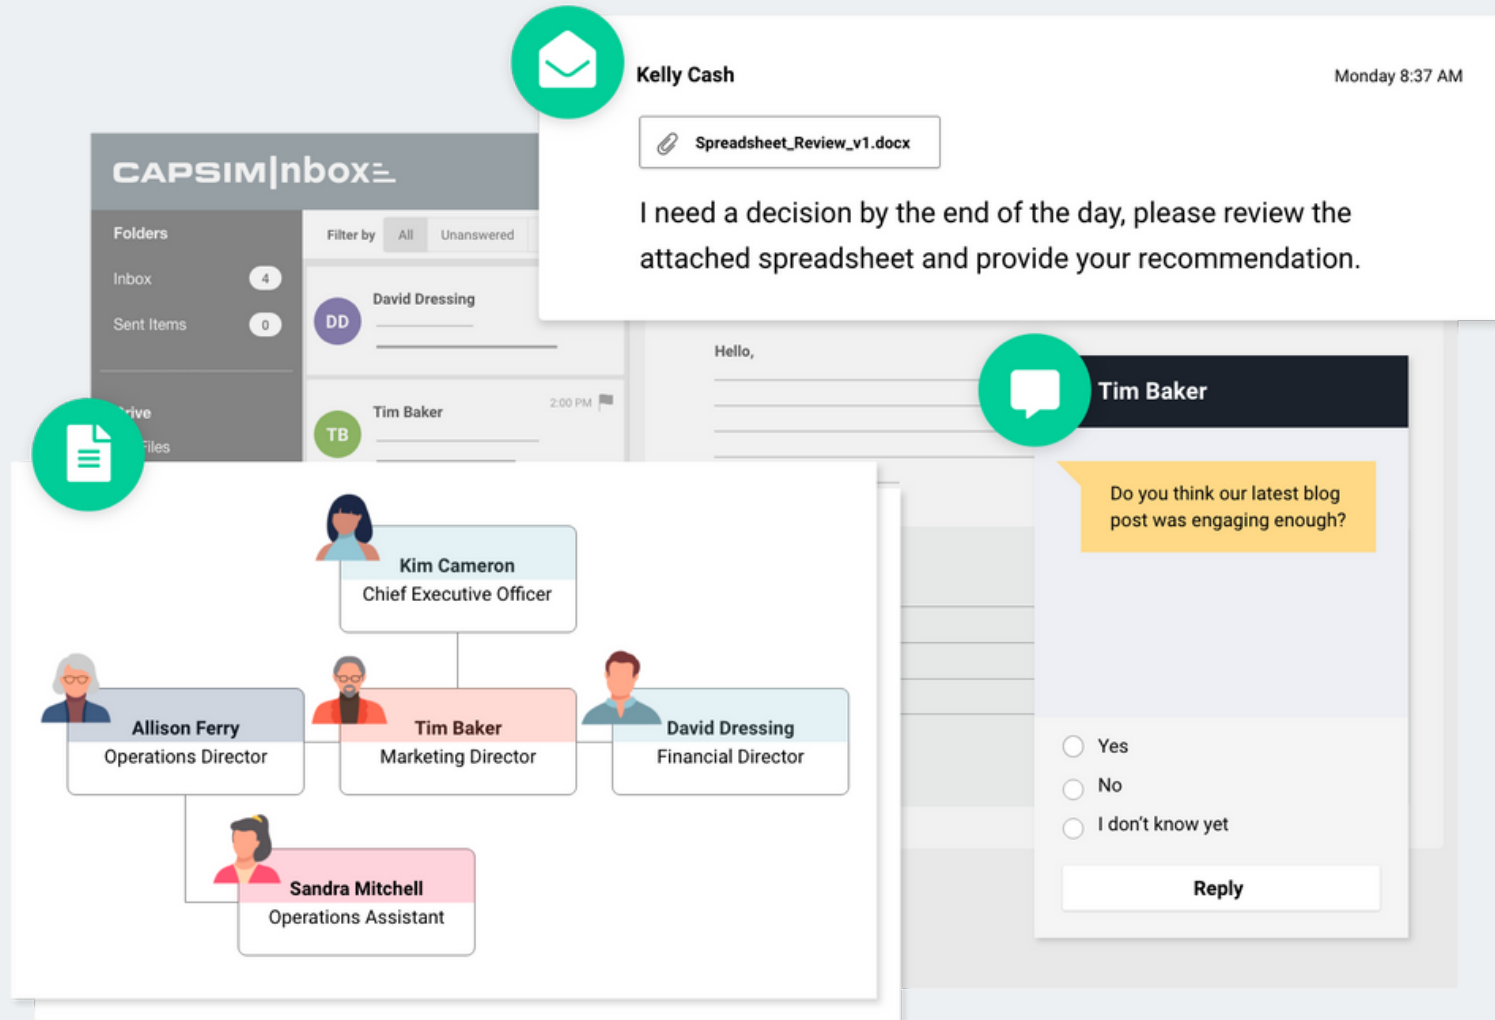 Kelly Cash
Monday 8:37 AM
Spreadsheet_Review_v1.docx
I need a decision by the end of the day, please review the
attached spreadsheet and provide your recommendation.
CAPSIM|nbox
Folders
Inbox 4
Sent Items 0
Filter by All Unanswered
David Dressing
DD
Tim Baker
2:00 PM
TB
Hello,
Tim Baker
Do you think our latest blog
post was engaging enough?
Yes
No
I don't know yet
Reply
Kim Cameron
Chief Executive Officer
Allison Ferry
Operations Director
Tim Baker
Marketing Director
David Dressing
Financial Director
Sandra Mitchell
Operations Assistant